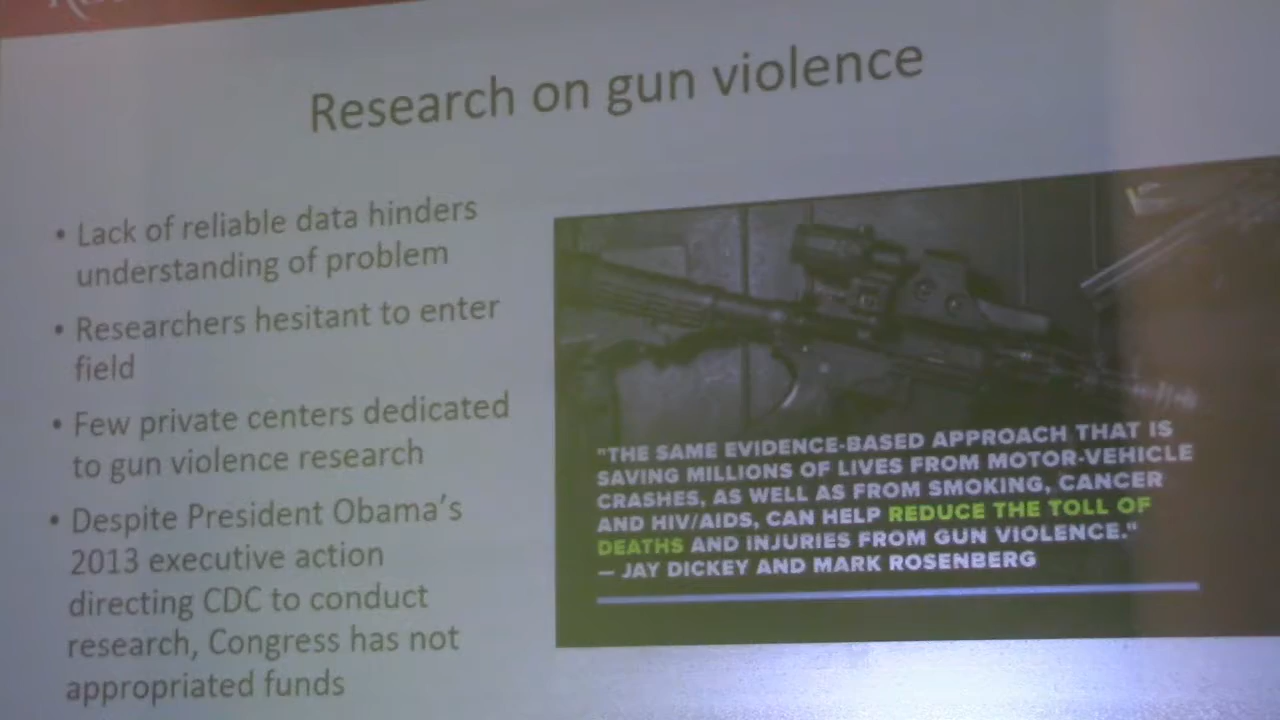 Research on gun violence
• Lack of reliable data hinders
understanding of problem
• Researchers hesitant to enter
field
• Few private centers dedicated
to gun violence research
• Despite President Obama's
2013 executive action
directing CDC to conduct
research, Congress has not
appropriated funds
"THE SAME EVIDENCE-BASED APPROACH THAT IS
SAVING MILLIONS OF LIVES FROM MOTOR-VEHICLE
CRASHES, AS WELL AS FROM SMOKING, CANCER
AND HIV/AIDS, CAN HELP REDUCE THE TOLL OF
DEATHS AND INJURIES FROM GUN VIOLENCE."
— JAY DICKEY AND MARK ROSENBERG